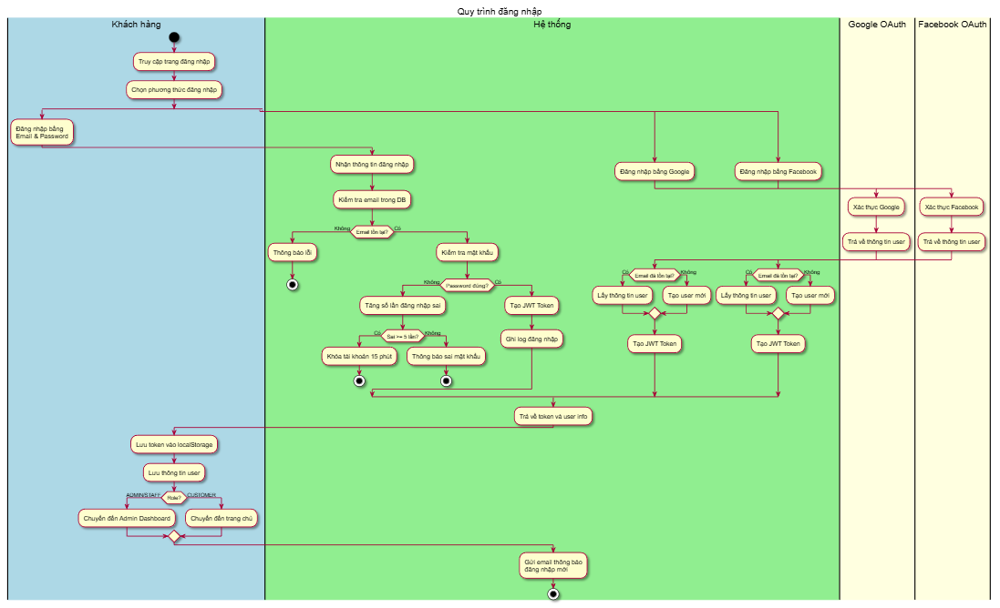 Quy trình đăng nhập
Khách hàng
Hệ thống
Google OAuth
Facebook OAuth
Truy cập trang đăng nhập
Chọn phương thức đăng nhập
Đăng nhập bằng
Email & Password
Nhận thông tin đăng nhập
Đăng nhập bằng Google
Đăng nhập bằng Facebook
Kiểm tra email trong DB
Xác thực Google
Xác thực Facebook
Không
Email tồn tại?
Có
Trả về thông tin user
Trả về thông tin user
Thông báo lỗi
Kiểm tra mật khẩu
Có
Email đã tồn tại?
Không
Có
Email đã tồn tại?
Không
Không
Password đúng?
Có
Lấy thông tin user
Tạo user mới
Lấy thông tin user
Tạo user mới
Tăng số lần đăng nhập sai
Tạo JWT Token
Có
Sai >= 5 lần?
Không
Ghi log đăng nhập
Tạo JWT Token
Tạo JWT Token
Khóa tài khoản 15 phút
Thông báo sai mật khẩu
Trả về token và user info
Lưu token vào localStorage
Lưu thông tin user
ADMIN/STAFF
Role?
CUSTOMER
Chuyển đến Admin Dashboard
Chuyển đến trang chủ
Gửi email thông báo
đăng nhập mới